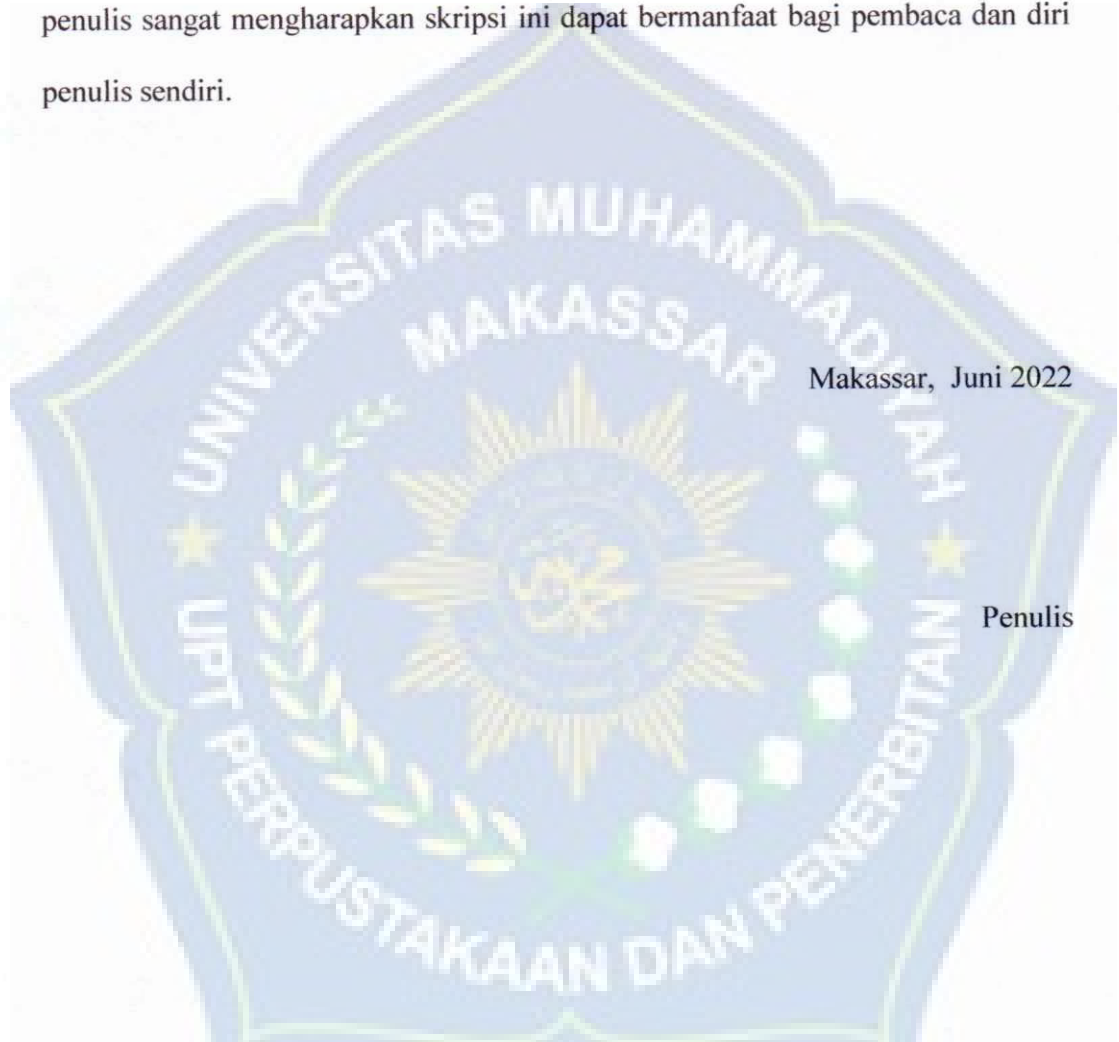 penulis sangat mengharapkan skripsi ini dapat bermanfaat bagi pembaca dan diri
penulis sendiri.
UNIVERSITAS MUHAMMADIYAH
MAKASSAR
Makassar, Juni 2022
Penulis
UPT PERPUSTAKAAN DAN PENERBITAN